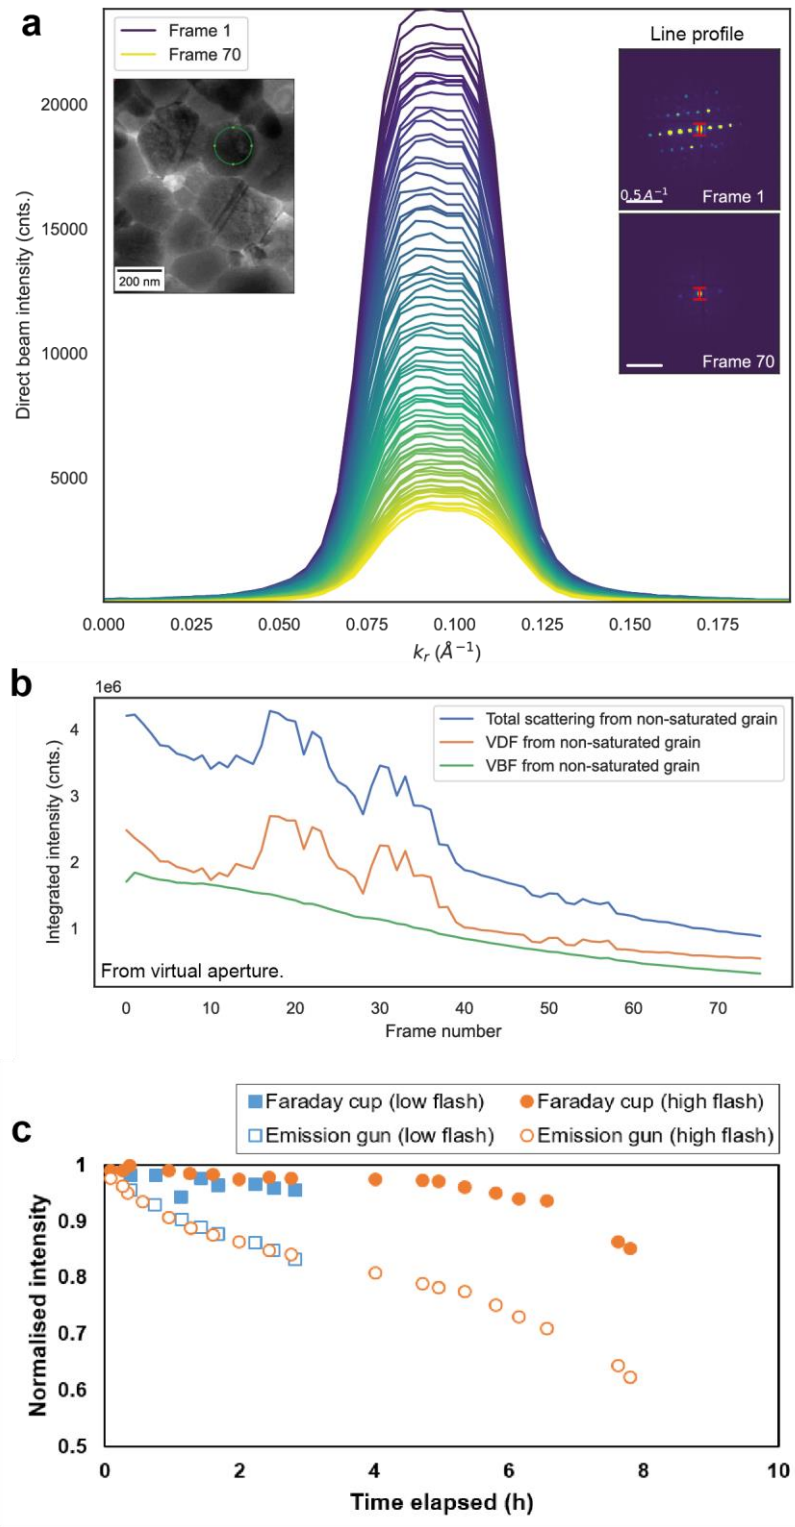 a
Frame 1
Frame 70
200 nm
Line profile
0.5 A⁻¹
Frame 1
Frame 70
Direct beam intensity (cnts.)
20000
15000
10000
5000
0.000 0.025 0.050 0.075 0.100 0.125 0.150 0.175
kᵣ (Å⁻¹)
b
1e6
Total scattering from non-saturated grain
VDF from non-saturated grain
VBF from non-saturated grain
Integrated intensity (cnts.)
4
3
2
1
From virtual aperture.
0 10 20 30 40 50 60 70
Frame number
c
Faraday cup (low flash) Faraday cup (high flash)
Emission gun (low flash) Emission gun (high flash)
Normalised intensity
1
0.9
0.8
0.7
0.6
0.5
0 2 4 6 8 10
Time elapsed (h)